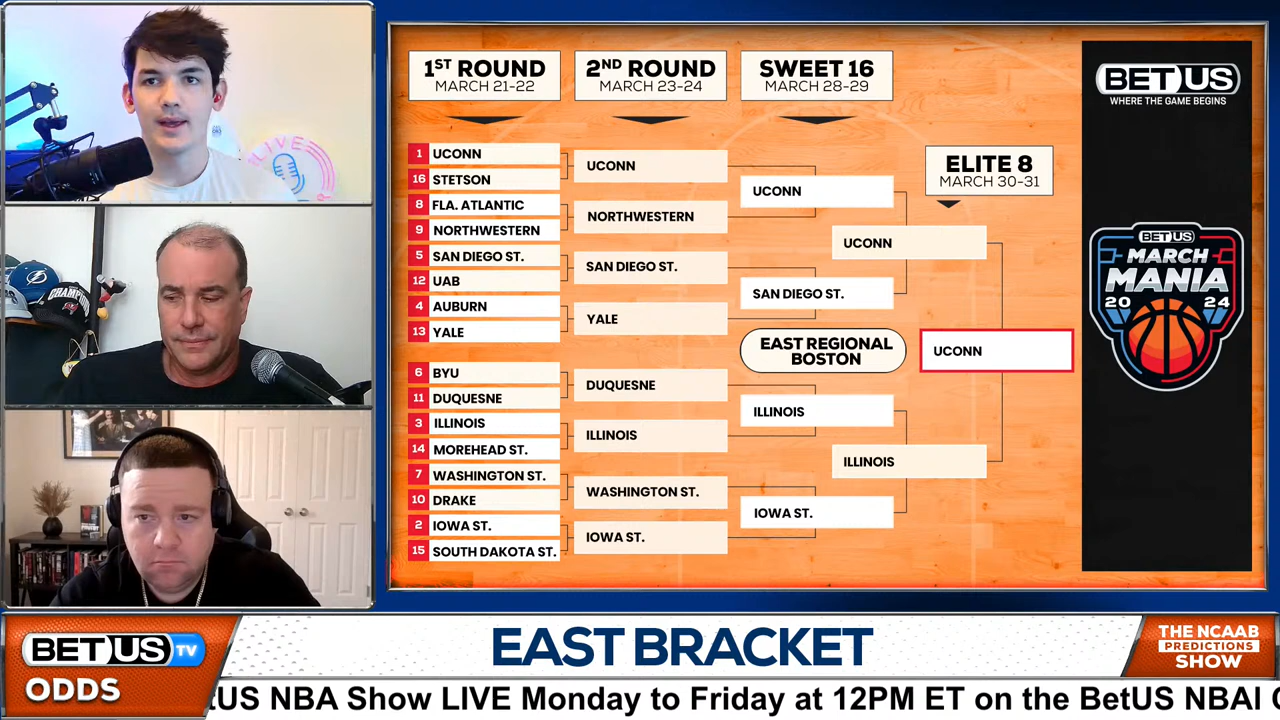 LIVE
CHAMPIONS
1ST ROUND
MARCH 21-22
2ND ROUND
MARCH 23-24
SWEET 16
MARCH 28-29
ELITE 8
MARCH 30-31
1 UCONN
16 STETSON
8 FLA. ATLANTIC
9 NORTHWESTERN
5 SAN DIEGO ST.
12 UAB
4 AUBURN
13 YALE
6 BYU
11 DUQUESNE
3 ILLINOIS
14 MOREHEAD ST.
7 WASHINGTON ST.
10 DRAKE
2 IOWA ST.
15 SOUTH DAKOTA ST.
UCONN
NORTHWESTERN
SAN DIEGO ST.
YALE
DUQUESNE
ILLINOIS
WASHINGTON ST.
IOWA ST.
UCONN
SAN DIEGO ST.
ILLINOIS
IOWA ST.
UCONN
ILLINOIS
EAST REGIONAL
BOSTON
UCONN
BETUS
WHERE THE GAME BEGINS
BETUS
MARCH
MANIA
20 24
BETUS TV
ODDS
EAST BRACKET
THE NCAAB
PREDICTIONS
SHOW
tUS NBA Show LIVE Monday to Friday at 12PM ET on the BetUS NBA